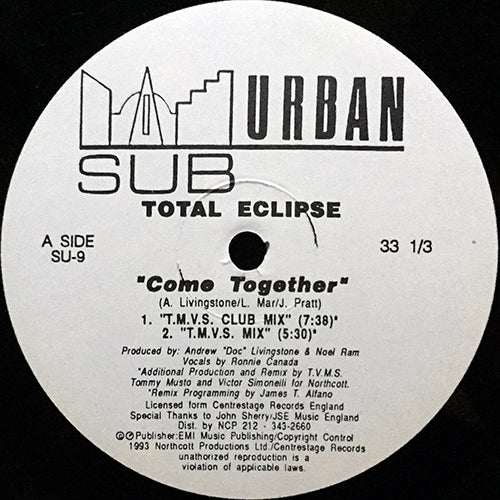 URBAN
SUB
TOTAL ECLIPSE
A SIDE
SU-9
33 1/3
"Come Together"
(A. Livingstone/L. Mar/J. Pratt)
1. "T.M.V.S. CLUB MIX" (7:38)*
2. "T.M.V.S. MIX" (5:30)*
Produced by: Andrew "Doc" Livingstone & Noel Ram
Vocals by Ronnie Canada
*Additional Production and Remix by T.V.M.S.
Tommy Musto and Victor Simonelli for Northcott.
*Remix Programming by James T. Alfano
Licensed form Centrestage Records England
Special Thanks to John Sherry/JSE Music England
Dist. by NCP 212 - 343-2660
©℗Publisher:EMI Music Publishing/Copyright Control
1993 Northcott Productions Ltd./Centrestage Records
unauthorized reproduction is a
violation of applicable laws.